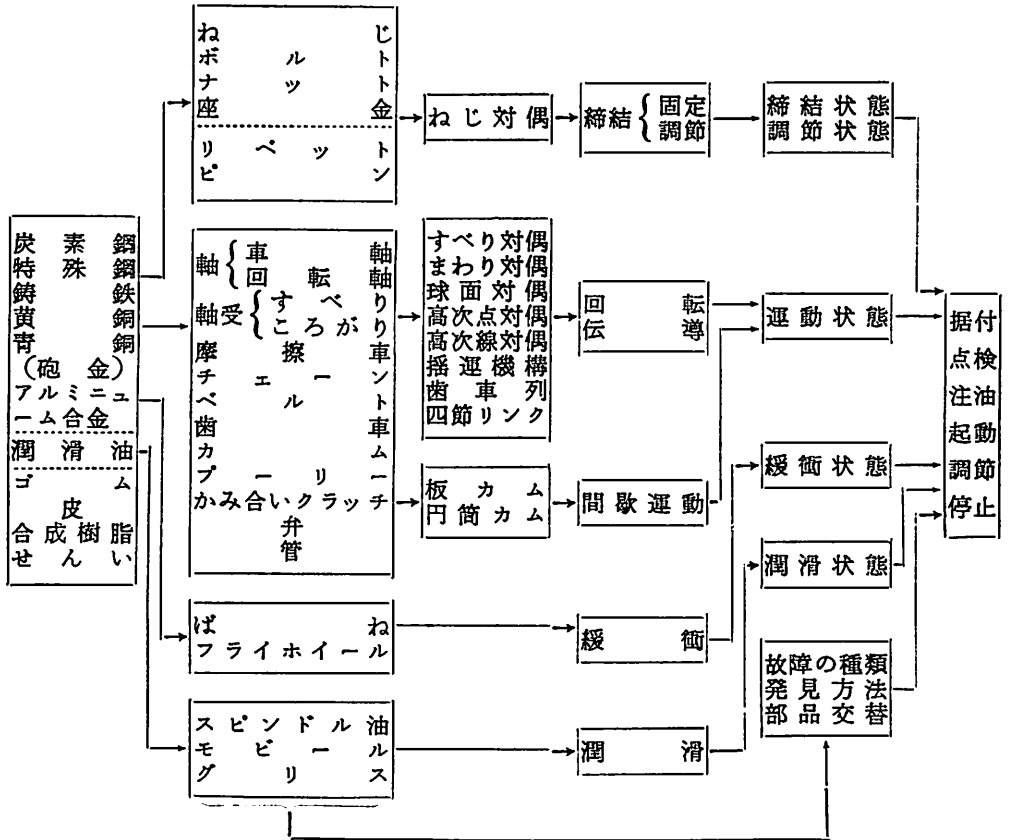 炭素鋼
特殊鋼
鋳鉄
黄銅
青銅
(砲金)
アルミニュ
ーム合金
潤滑油
ゴム
皮
合成樹脂
せんい
ねじ
ボルト
ナット
座金
リベット
ピン
軸{車軸
回転軸
軸受{すべり
ころがり
摩擦車
チェーン
ベルト
歯車
カム
プーリー
かみ合いクラッチ
弁
管
ばね
フライホイール
スピンドル油
モビール
グリス
ねじ対偶
すべり対偶
まわり対偶
球面対偶
高次点対偶
高次線対偶
揺運機構
歯車列
四節リンク
板カム
円筒カム
締結{固定
調節
回転
伝導
間歇運動
緩衝
潤滑
締結状態
調節状態
運動状態
緩衝状態
潤滑状態
故障の種類
発見方法
部品交替
据付
点検
注油
起動
調節
停止